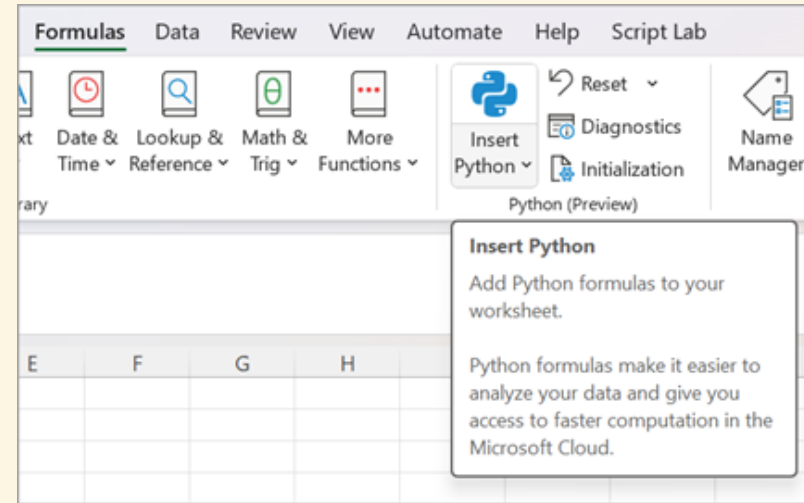 Formulas Data Review View Automate Help Script Lab
Date & Time
Lookup & Reference
Math & Trig
More Functions
Insert Python
Reset
Diagnostics
Initialization
Name Manager
Python (Preview)
Insert Python
Add Python formulas to your
worksheet.
Python formulas make it easier to
analyze your data and give you
access to faster computation in the
Microsoft Cloud.
E F G H